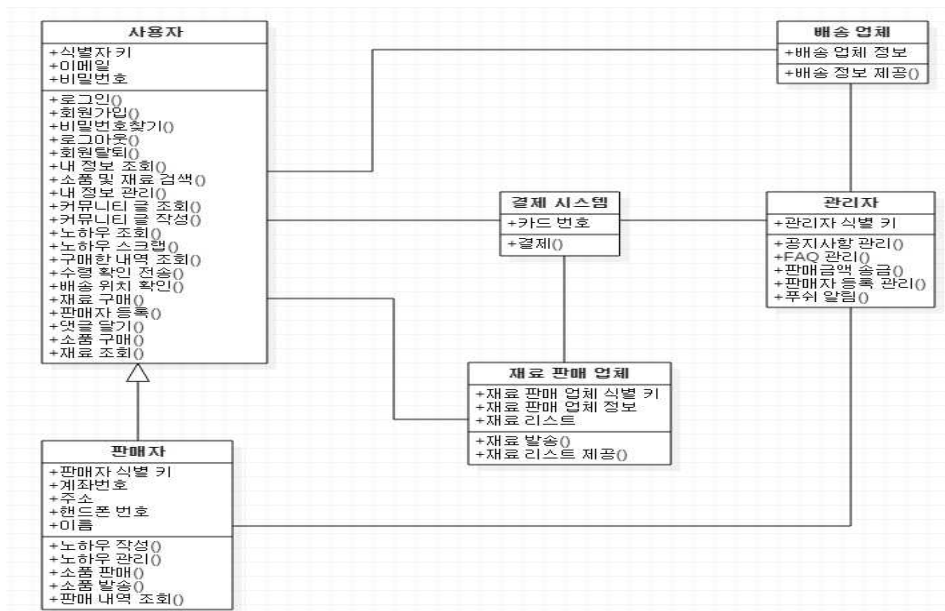 사용자
+식별자 키
+이메일
+비밀번호
+로그인()
+회원가입()
+비밀번호찾기()
+로그아웃()
+회원탈퇴()
+내 정보 조회()
+소품 및 재료 검색()
+내 정보 관리()
+커뮤니티 글 조회()
+커뮤니티 글 작성()
+노하우 조회()
+노하우 스크랩()
+구매한 내역 조회()
+수령 확인 전송()
+배송 위치 확인()
+재료 구매()
+판매자 등록()
+댓글 달기()
+소품 구매()
+재료 조회()
배송 업체
+배송 업체 정보
+배송 정보 제공()
결제 시스템
+카드 번호
+결제()
관리자
+관리자 식별 키
+공지사항 관리()
+FAQ 관리()
+판매금액 송금()
+판매자 등록 관리()
+푸쉬 알림()
재료 판매 업체
+재료 판매 업체 식별 키
+재료 판매 업체 정보
+재료 리스트
+재료 발송()
+재료 리스트 제공()
판매자
+판매자 식별 키
+계좌번호
+주소
+핸드폰 번호
+이름
+노하우 작성()
+노하우 관리()
+소품 판매()
+소품 발송()
+판매 내역 조회()